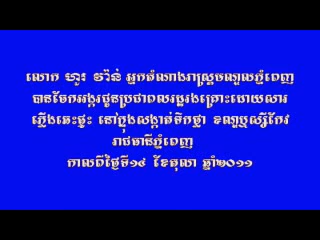 លោក ហូរ វ៉ាន់ អ្នកតំណាងរាស្ត្រមណ្ឌលភ្នំពេញ
បានចែកអង្ករជូនប្រជាពលរដ្ឋរងគ្រោះដោយសារ
ភ្លើងឆេះផ្ទះ នៅក្នុងសង្កាត់ទឹកថ្លា ខណ្ឌឫស្សីកែវ
រាជធានីភ្នំពេញ
កាលពីថ្ងៃទី១៩ ខែតុលា ឆ្នាំ២០១១